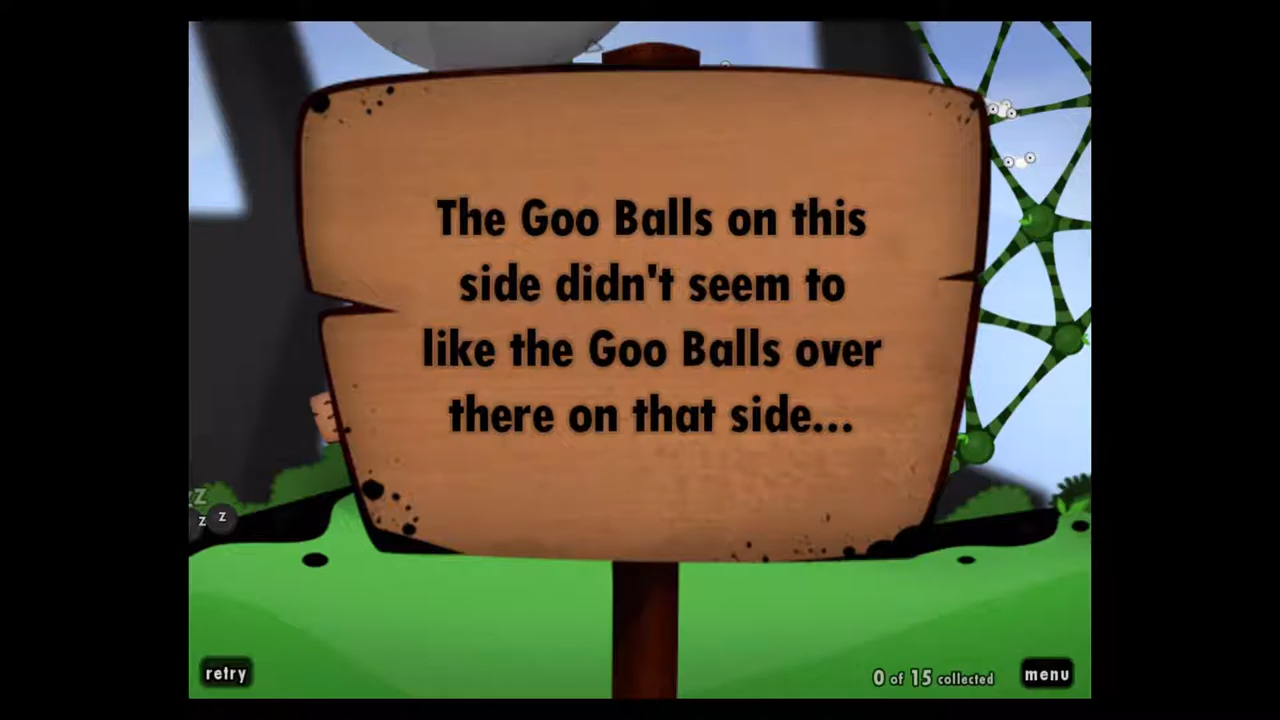 The Goo Balls on this
side didn't seem to
like the Goo Balls over
there on that side...
Z
z z
retry
0 of 15 collected
menu